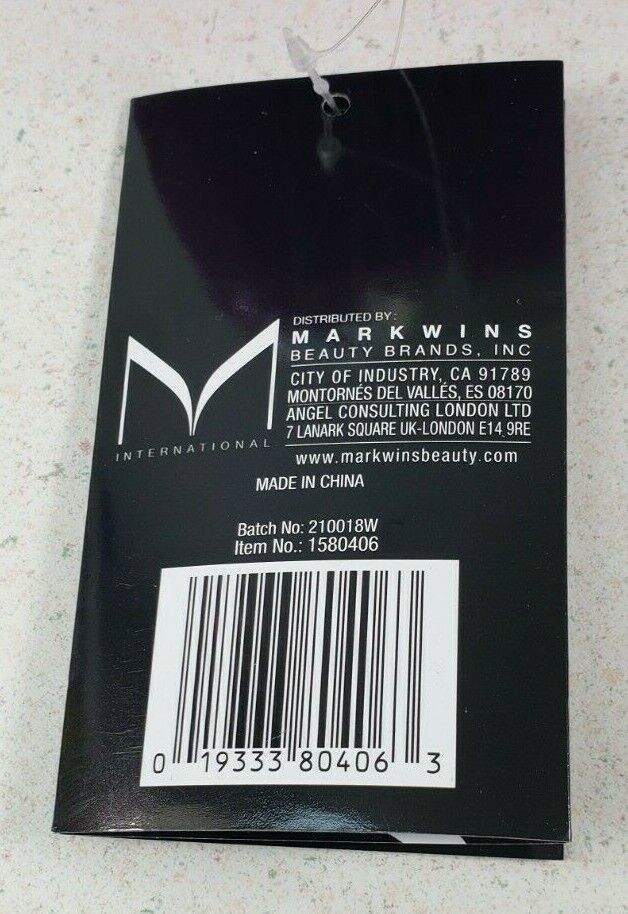 DISTRIBUTED BY:
MARKWINS
BEAUTY BRANDS, INC
CITY OF INDUSTRY, CA 91789
MONTORNÉS DEL VALLÉS, ES 08170
ANGEL CONSULTING LONDON LTD
7 LANARK SQUARE UK-LONDON E14 9RE
M
INTERNATIONAL
www.markwinsbeauty.com
MADE IN CHINA
Batch No: 210018W
Item No.: 1580406
0 19333 80406 3